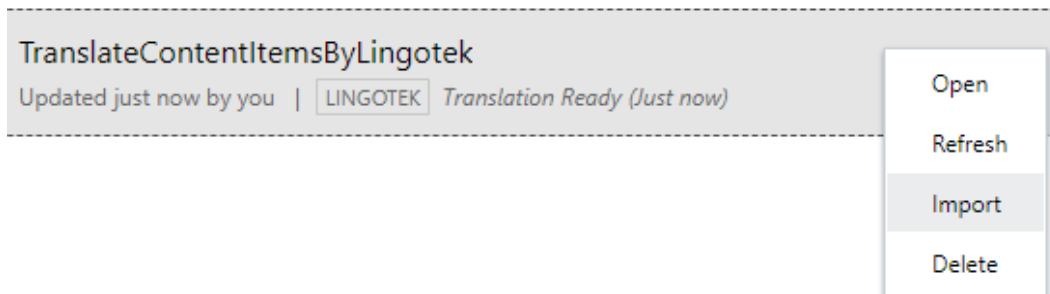 TranslateContentItemsByLingotek
Updated just now by you | LINGOTEK Translation Ready (Just now)
Open
Refresh
Import
Delete